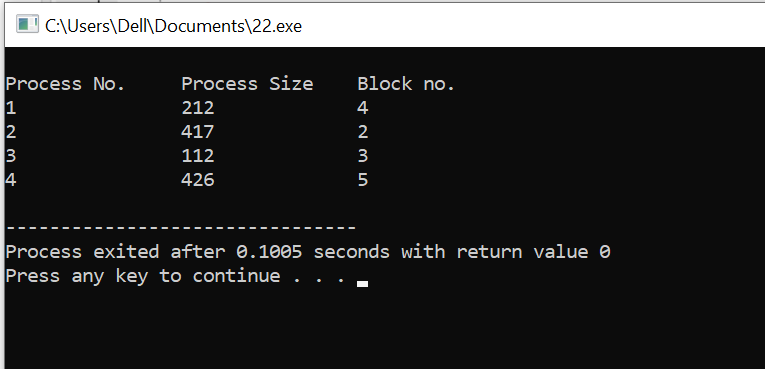 C:\Users\Dell\Documents\22.exe
Process No. Process Size Block no.
1 212 4
2 417 2
3 112 3
4 426 5
--------------------------------
Process exited after 0.1005 seconds with return value 0
Press any key to continue . . .